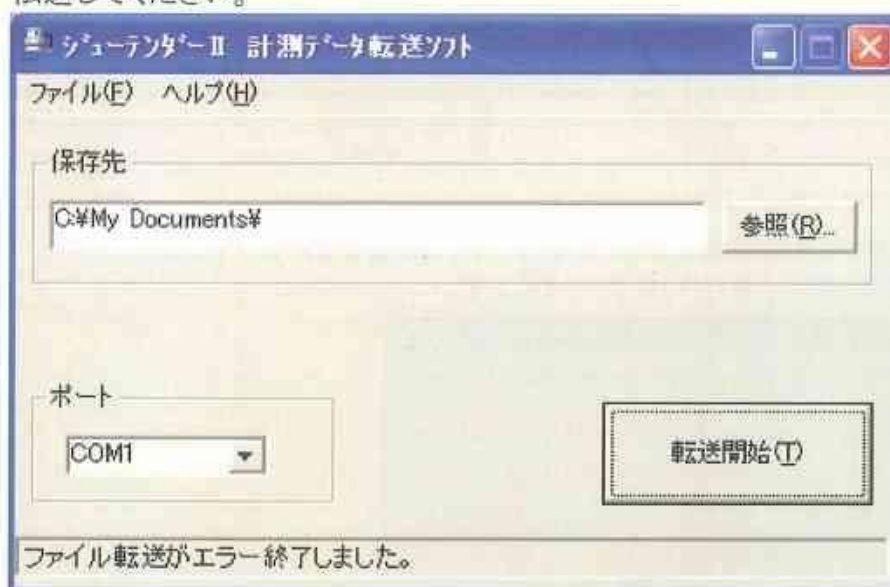 ジューテンダーⅡ 計測データ転送ソフト
ファイル(F) ヘルプ(H)
保存先
C:¥My Documents¥
参照(R)...
ポート
COM1
転送開始(T)
ファイル転送がエラー終了しました。